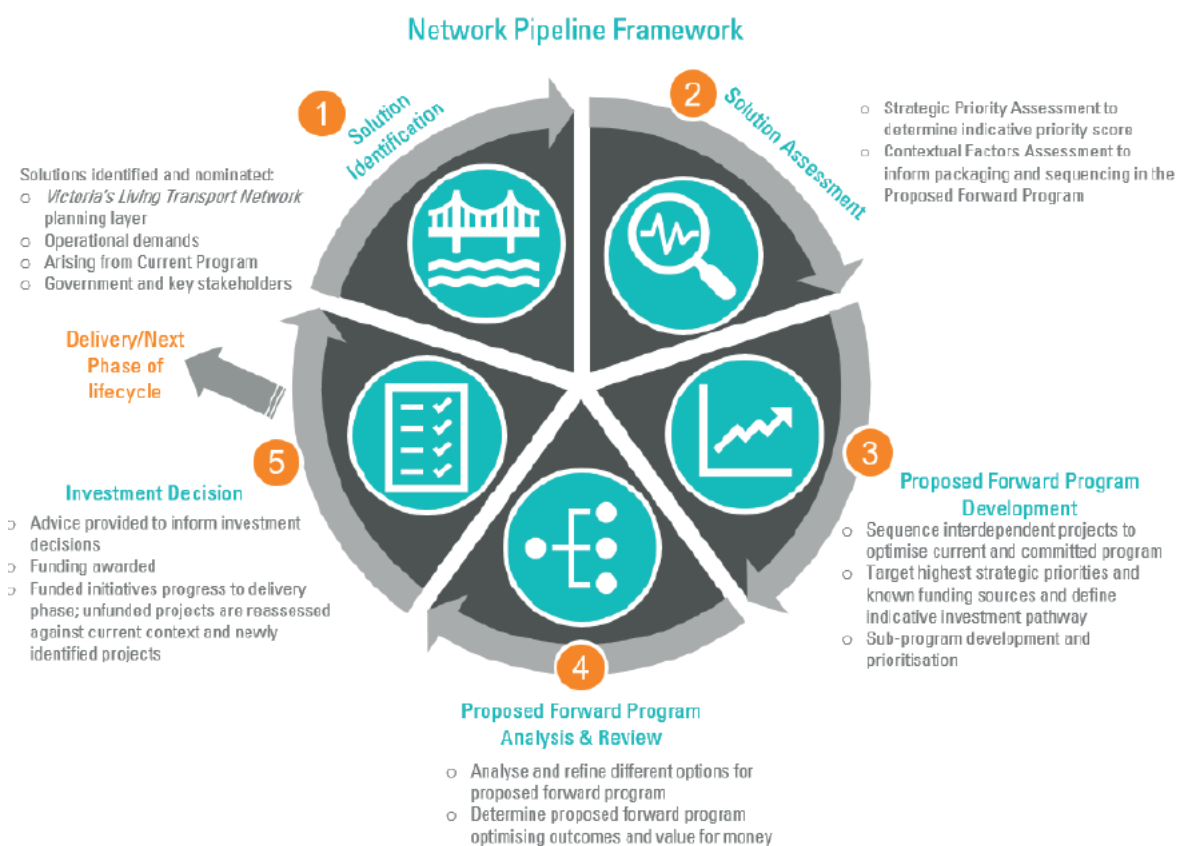 Network Pipeline Framework
1
Solution
Identification
Solutions identified and nominated:
○ Victoria's Living Transport Network
planning layer
○ Operational demands
○ Arising from Current Program
○ Government and key stakeholders
2
Solution Assessment
○ Strategic Priority Assessment to
determine indicative priority score
○ Contextual Factors Assessment to
inform packaging and sequencing in the
Proposed Forward Program
3
Proposed Forward Program
Development
○ Sequence interdependent projects to
optimise current and committed program
○ Target highest strategic priorities and
known funding sources and define
indicative investment pathway
○ Sub-program development and
prioritisation
4
Proposed Forward Program
Analysis & Review
○ Analyse and refine different options for
proposed forward program
○ Determine proposed forward program
optimising outcomes and value for money
5
Investment Decision
○ Advice provided to inform investment
decisions
○ Funding awarded
○ Funded initiatives progress to delivery
phase; unfunded projects are reassessed
against current context and newly
identified projects
Delivery/Next
Phase of
lifecycle